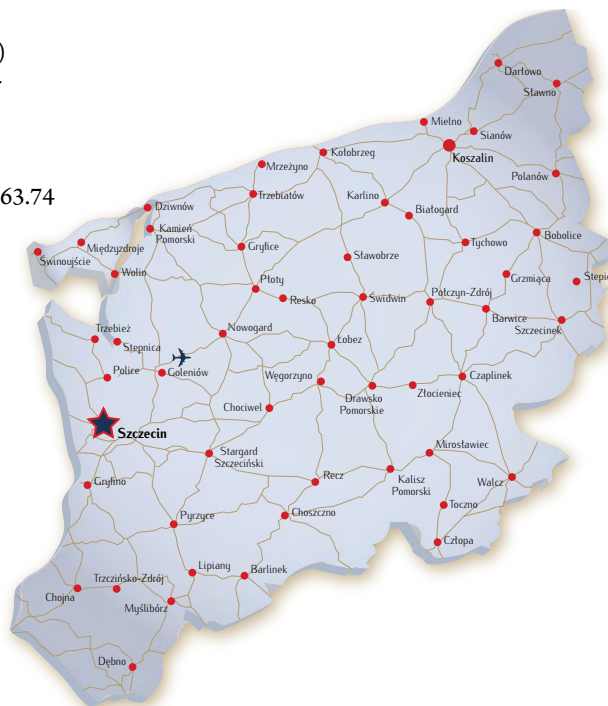 )
63.74
Darłowo
Sławno
Mielno
Sianów
Koszalin
Kołobrzeg
Mrzeżyno
Polanów
Trzebiatów
Karlino
Białogard
Dziwnów
Kamień
Pomorski
Bobolice
Tychowo
Międzyzdroje
Gryfice
Świnoujście
Sławobrze
Wolin
Grzmiąca
Płoty
Resko
Świdwin
Połczyn-Zdrój
Barwice
Szczecinek
Trzebież
Stępnica
Nowogard
Łobez
Police
Goleniów
Węgorzyno
Czaplinek
Drawsko
Pomorskie
Złocieniec
Chociwel
Szczecin
Stargard
Szczeciński
Mirosławiec
Recz
Kalisz
Pomorski
Wałcz
Gryfino
Toczno
Pyrzyce
Choszczno
Człopa
Lipiany
Barlinek
Trzcińsko-Zdrój
Chojna
Myślibórz
Dębno